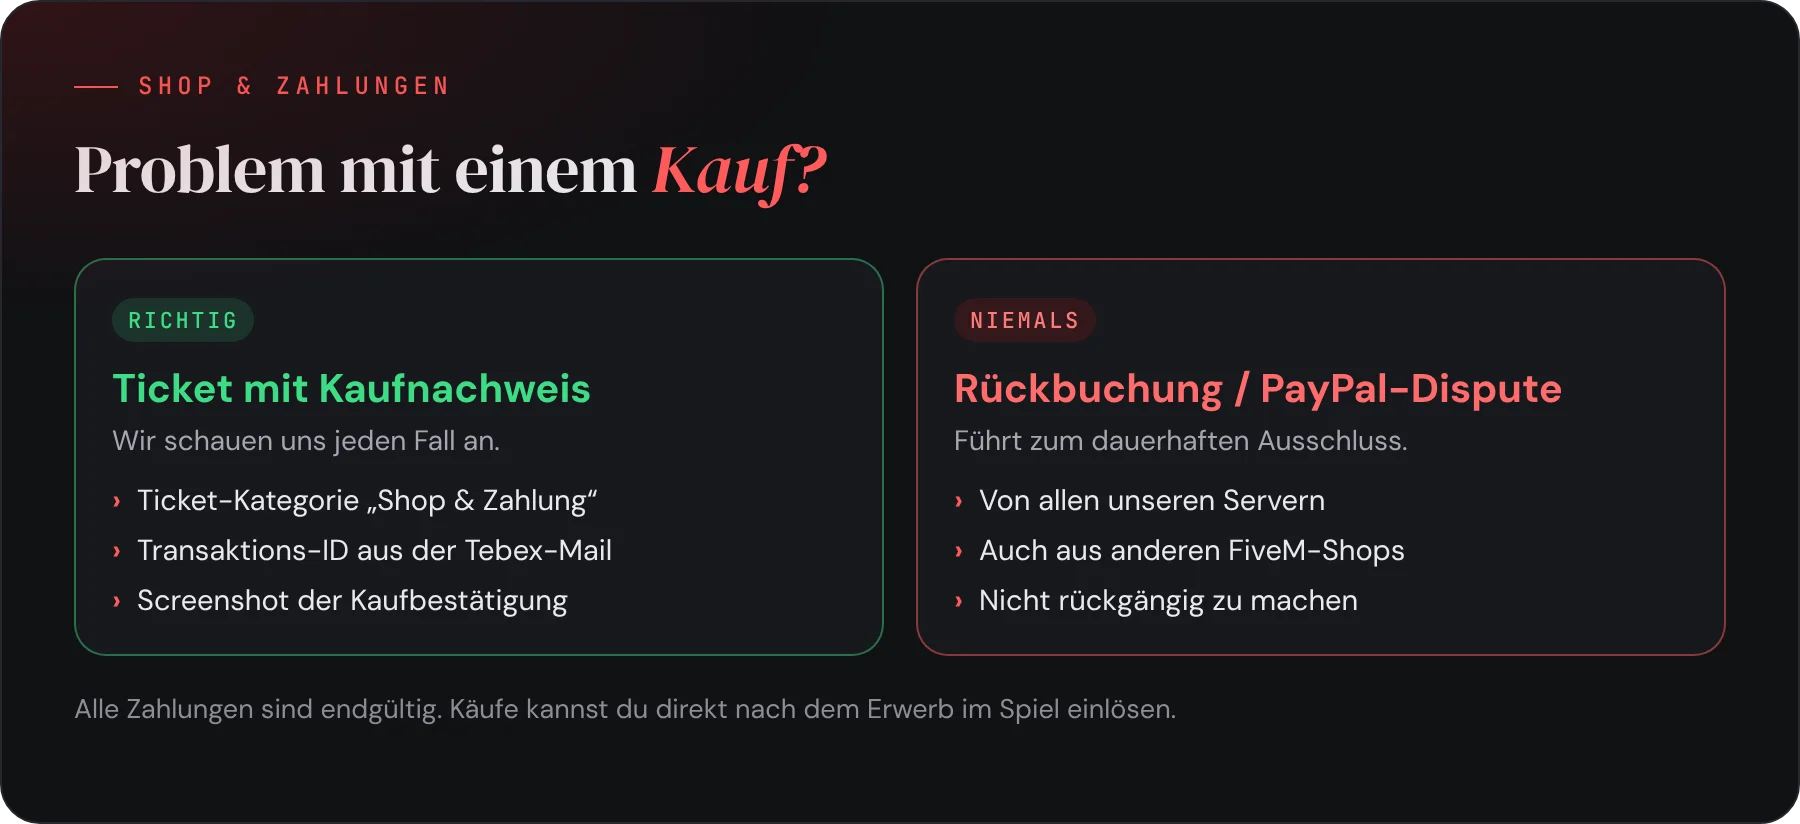 SHOP & ZAHLUNGEN
Problem mit einem Kauf?
RICHTIG
Ticket mit Kaufnachweis
Wir schauen uns jeden Fall an.
› Ticket-Kategorie „Shop & Zahlung“
› Transaktions-ID aus der Tebex-Mail
› Screenshot der Kaufbestätigung
NIEMALS
Rückbuchung / PayPal-Dispute
Führt zum dauerhaften Ausschluss.
› Von allen unseren Servern
› Auch aus anderen FiveM-Shops
› Nicht rückgängig zu machen
Alle Zahlungen sind endgültig. Käufe kannst du direkt nach dem Erwerb im Spiel einlösen.